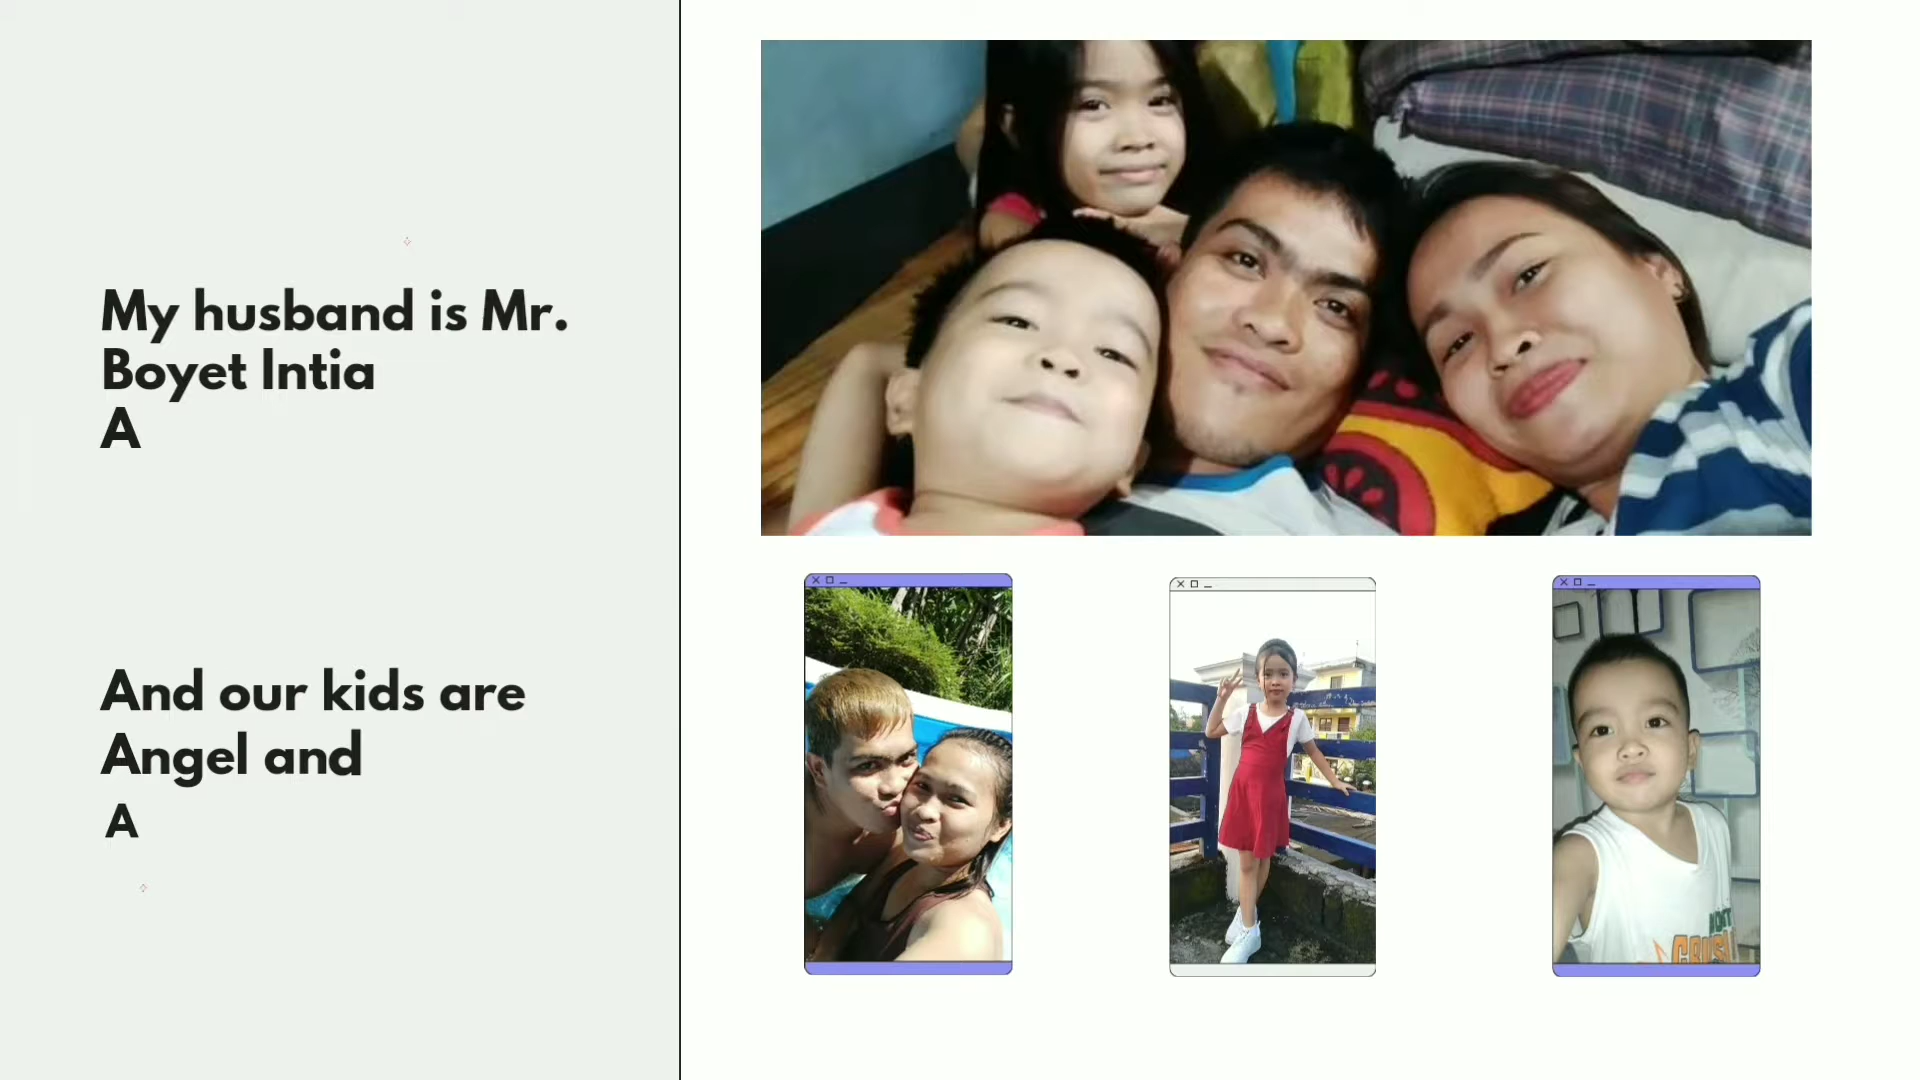 My husband is Mr.
Boyet Intia
A
And our kids are
Angel and
A